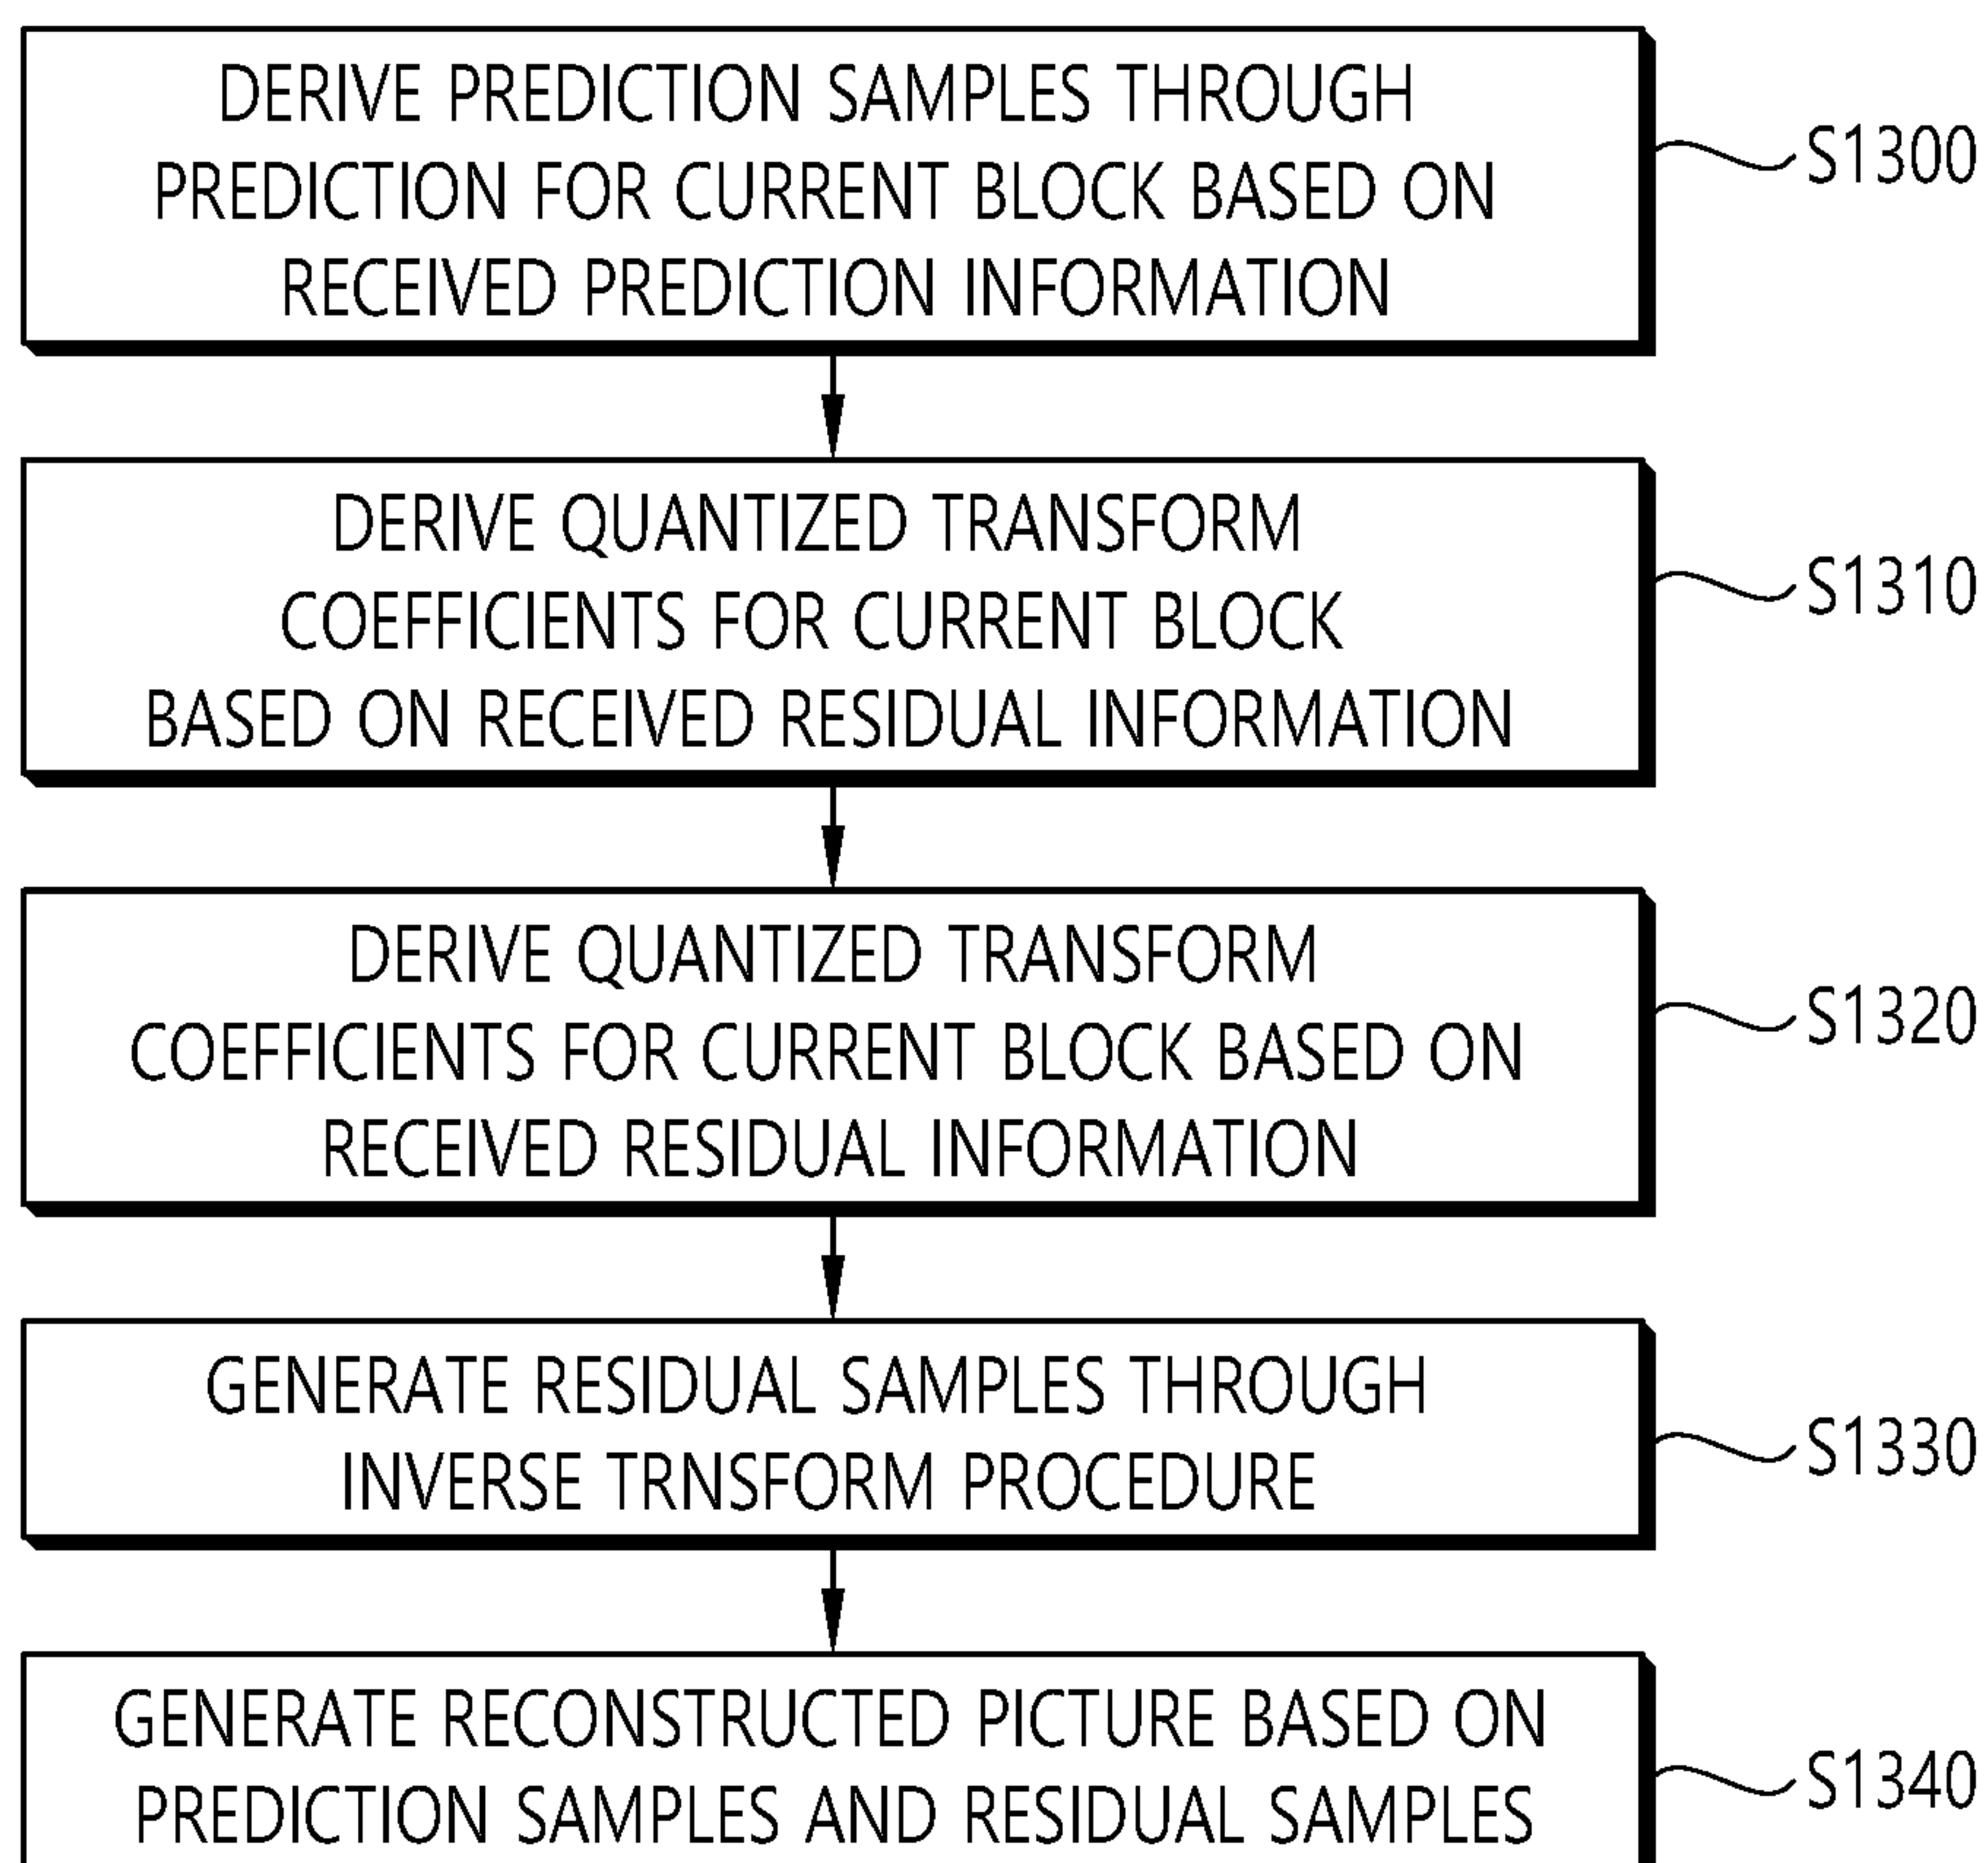 DERIVE PREDICTION SAMPLES THROUGH
PREDICTION FOR CURRENT BLOCK BASED ON
RECEIVED PREDICTION INFORMATION
S1300
DERIVE QUANTIZED TRANSFORM
COEFFICIENTS FOR CURRENT BLOCK
BASED ON RECEIVED RESIDUAL INFORMATION
S1310
DERIVE QUANTIZED TRANSFORM
COEFFICIENTS FOR CURRENT BLOCK BASED ON
RECEIVED RESIDUAL INFORMATION
S1320
GENERATE RESIDUAL SAMPLES THROUGH
INVERSE TRNSFORM PROCEDURE
S1330
GENERATE RECONSTRUCTED PICTURE BASED ON
PREDICTION SAMPLES AND RESIDUAL SAMPLES
S1340